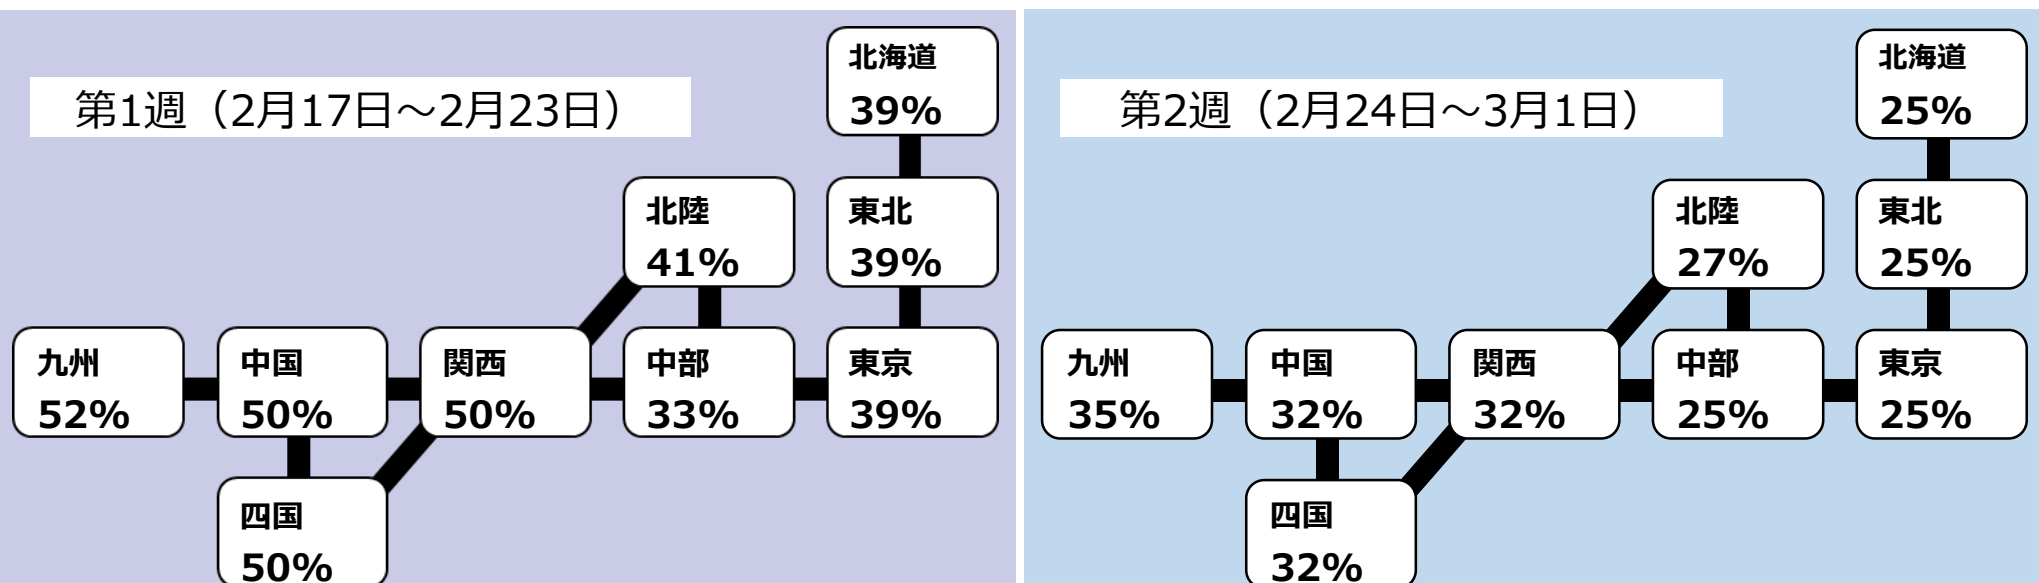 第1週（2月17日～2月23日）
北海道
39%
北陸
41%
東北
39%
九州
52%
中国
50%
関西
50%
中部
33%
東京
39%
四国
50%
第2週（2月24日～3月1日）
北海道
25%
北陸
27%
東北
25%
九州
35%
中国
32%
関西
32%
中部
25%
東京
25%
四国
32%